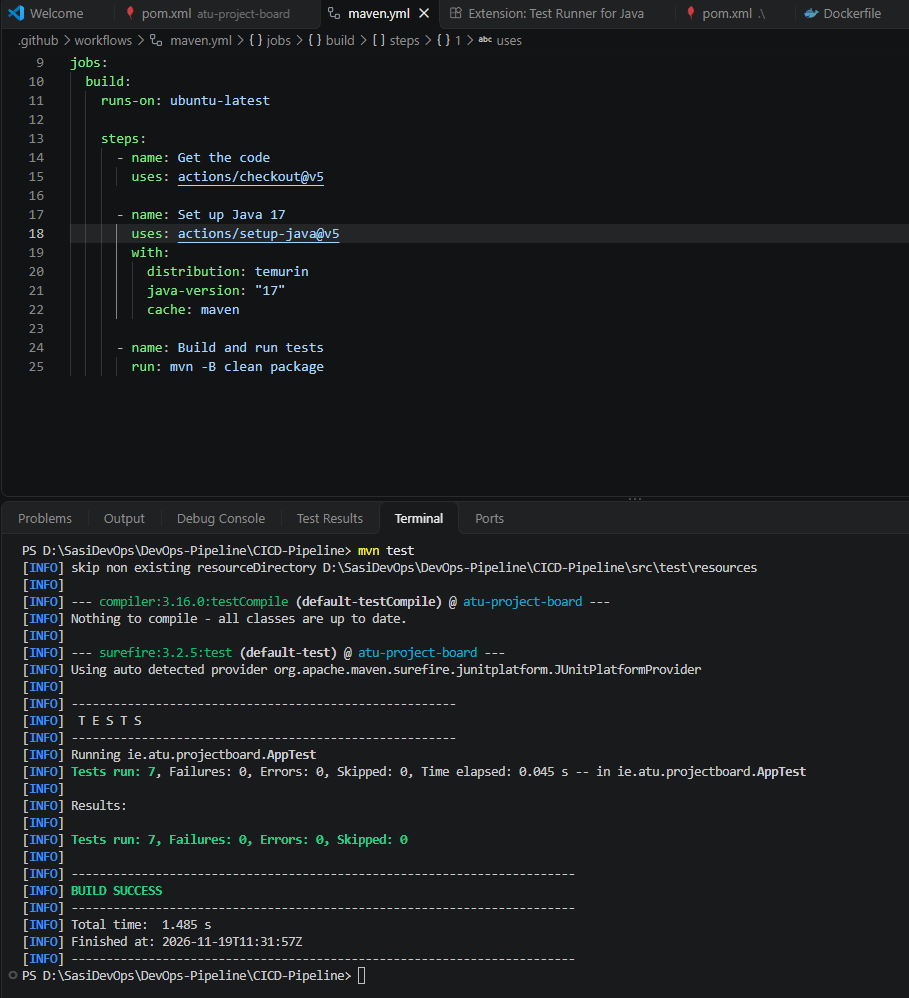 Welcome pom.xml atu-project-board maven.yml Extension: Test Runner for Java pom.xml .\ Dockerfile
.github > workflows > maven.yml > { } jobs > { } build > [ ] steps > { } 1 > abc uses
9 jobs:
10 build:
11 runs-on: ubuntu-latest
12
13 steps:
14 - name: Get the code
15 uses: actions/checkout@v5
16
17 - name: Set up Java 17
18 uses: actions/setup-java@v5
19 with:
20 distribution: temurin
21 java-version: "17"
22 cache: maven
23
24 - name: Build and run tests
25 run: mvn -B clean package
Problems Output Debug Console Test Results Terminal Ports
PS D:\SasiDevOps\DevOps-Pipeline\CICD-Pipeline> mvn test
[INFO] skip non existing resourceDirectory D:\SasiDevOps\DevOps-Pipeline\CICD-Pipeline\src\test\resources
[INFO]
[INFO] --- compiler:3.16.0:testCompile (default-testCompile) @ atu-project-board ---
[INFO] Nothing to compile - all classes are up to date.
[INFO]
[INFO] --- surefire:3.2.5:test (default-test) @ atu-project-board ---
[INFO] Using auto detected provider org.apache.maven.surefire.junitplatform.JUnitPlatformProvider
[INFO]
[INFO] -------------------------------------------------------
[INFO]  T E S T S
[INFO] -------------------------------------------------------
[INFO] Running ie.atu.projectboard.AppTest
[INFO] Tests run: 7, Failures: 0, Errors: 0, Skipped: 0, Time elapsed: 0.045 s -- in ie.atu.projectboard.AppTest
[INFO]
[INFO] Results:
[INFO]
[INFO] Tests run: 7, Failures: 0, Errors: 0, Skipped: 0
[INFO]
[INFO] ------------------------------------------------------------------------
[INFO] BUILD SUCCESS
[INFO] ------------------------------------------------------------------------
[INFO] Total time:  1.485 s
[INFO] Finished at: 2026-11-19T11:31:57Z
[INFO] ------------------------------------------------------------------------
PS D:\SasiDevOps\DevOps-Pipeline\CICD-Pipeline>